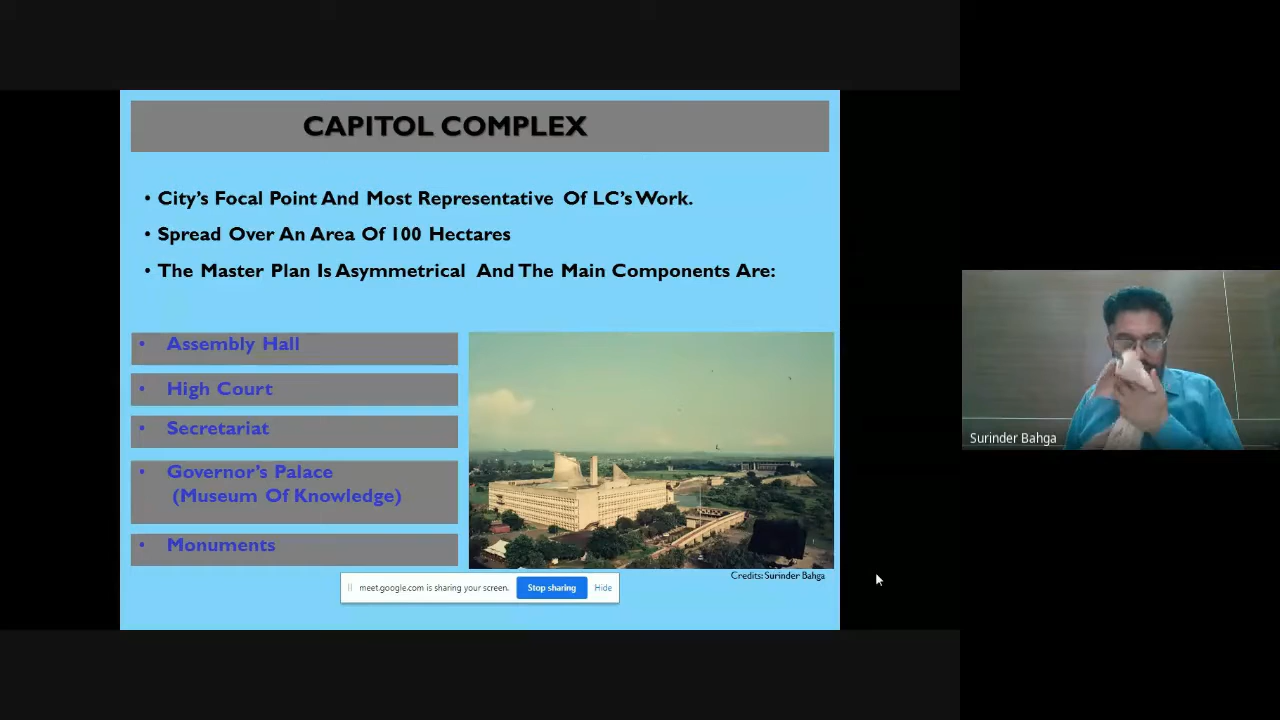 CAPITOL COMPLEX
• City's Focal Point And Most Representative Of LC's Work.
• Spread Over An Area Of 100 Hectares
• The Master Plan Is Asymmetrical And The Main Components Are:
• Assembly Hall
• High Court
• Secretariat
• Governor's Palace
(Museum Of Knowledge)
• Monuments
Credits: Surinder Bahga
meet.google.com is sharing your screen. Stop sharing Hide
Surinder Bahga